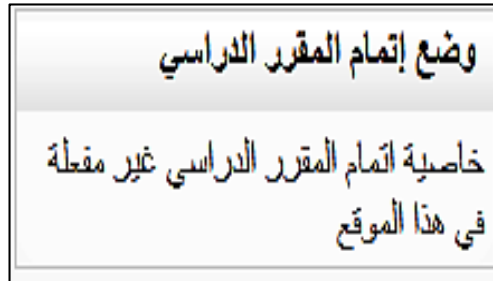 وضع إتمام المقرر الدراسي
خاصية اتمام المقرر الدراسي غير مفعلة
في هذا الموقع